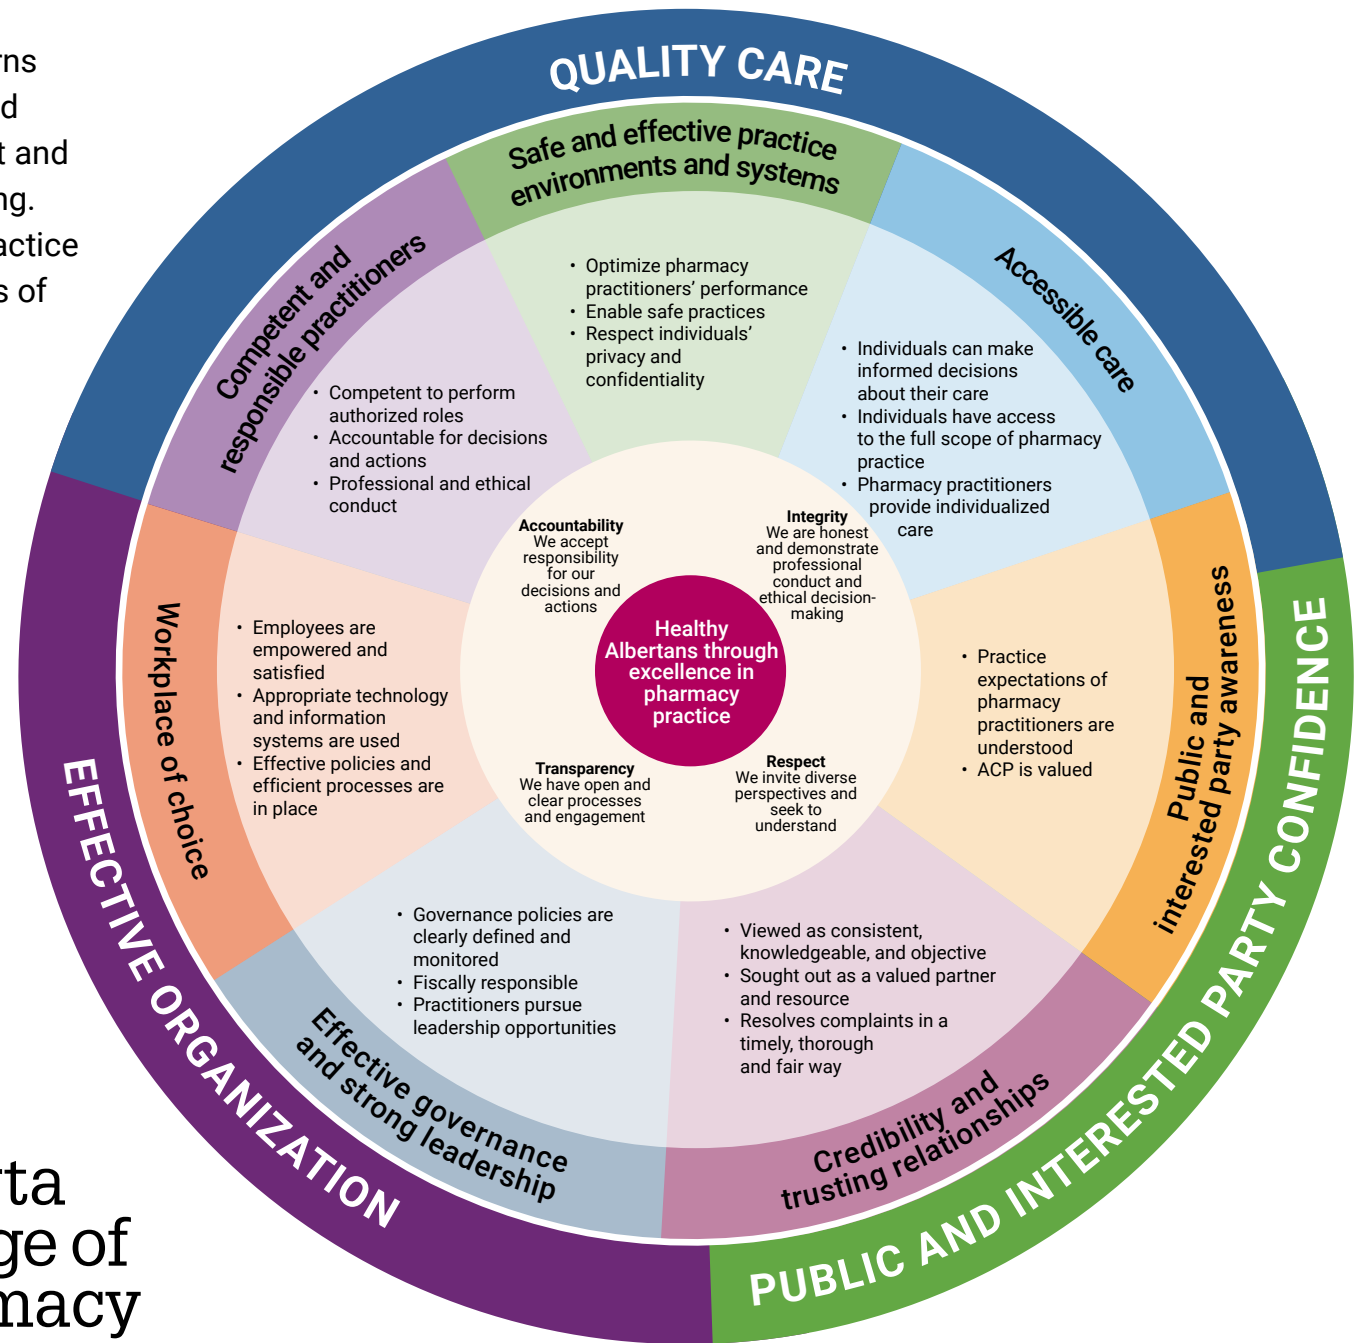 rns
d
t and
ng.
actice
s of
QUALITY CARE
Safe and effective practice
environments and systems
• Optimize pharmacy
practitioners’ performance
• Enable safe practices
• Respect individuals’
privacy and
confidentiality
Accessible care
• Individuals can make
informed decisions
about their care
• Individuals have access
to the full scope of pharmacy
practice
• Pharmacy practitioners
provide individualized
care
Competent and
responsible practitioners
• Competent to perform
authorized roles
• Accountable for decisions
and actions
• Professional and ethical
conduct
Accountability
We accept
responsibility
for our
decisions and
actions
Integrity
We are honest
and demonstrate
professional
conduct and
ethical decision-
making
Healthy
Albertans through
excellence in
pharmacy
practice
Transparency
We have open and
clear processes
and engagement
Respect
We invite diverse
perspectives and
seek to
understand
Workplace of choice
• Employees are
empowered and
satisfied
• Appropriate technology
and information
systems are used
• Effective policies and
efficient processes are
in place
Public and
interested party awareness
• Practice
expectations of
pharmacy
practitioners are
understood
• ACP is valued
PUBLIC AND INTERESTED PARTY CONFIDENCE
EFFECTIVE ORGANIZATION
• Governance policies are
clearly defined and
monitored
• Fiscally responsible
• Practitioners pursue
leadership opportunities
Effective governance
and strong leadership
• Viewed as consistent,
knowledgeable, and objective
• Sought out as a valued partner
and resource
• Resolves complaints in a
timely, thorough
and fair way
Credibility and
trusting relationships
rta
ge of
macy